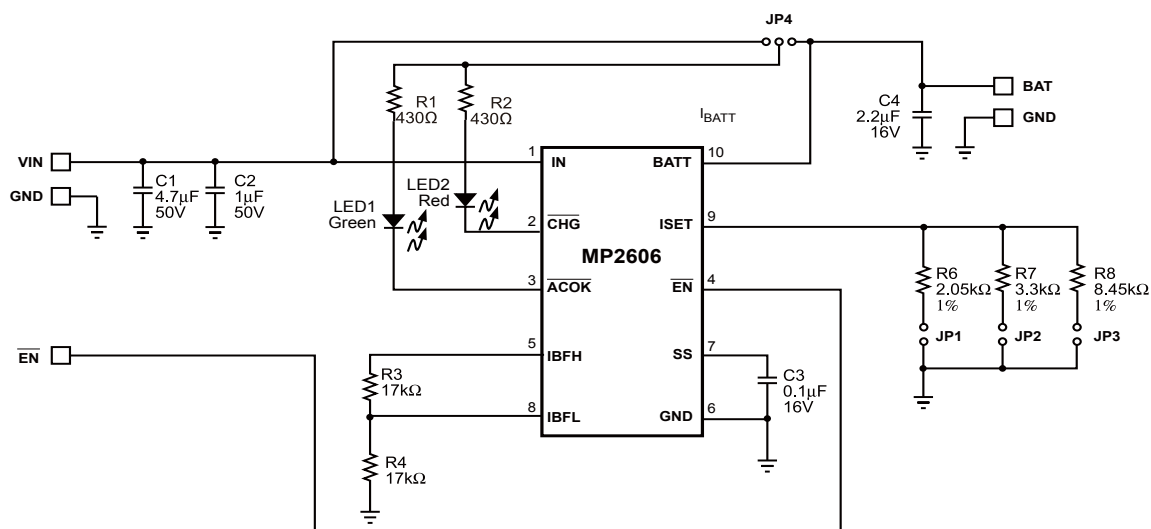 JP4
R1
430Ω
R2
430Ω
I_BATT
C4
2.2µF
16V
BAT
GND
VIN
GND
C1
4.7µF
50V
C2
1µF
50V
LED1
Green
LED2
Red
1
IN
2
CHG
3
ACOK
5
IBFH
8
IBFL
MP2606
BATT
10
ISET
9
EN
4
SS
7
GND
6
R6
2.05kΩ
1%
R7
3.3kΩ
1%
R8
8.45kΩ
1%
JP1
JP2
JP3
EN
R3
17kΩ
R4
17kΩ
C3
0.1µF
16V